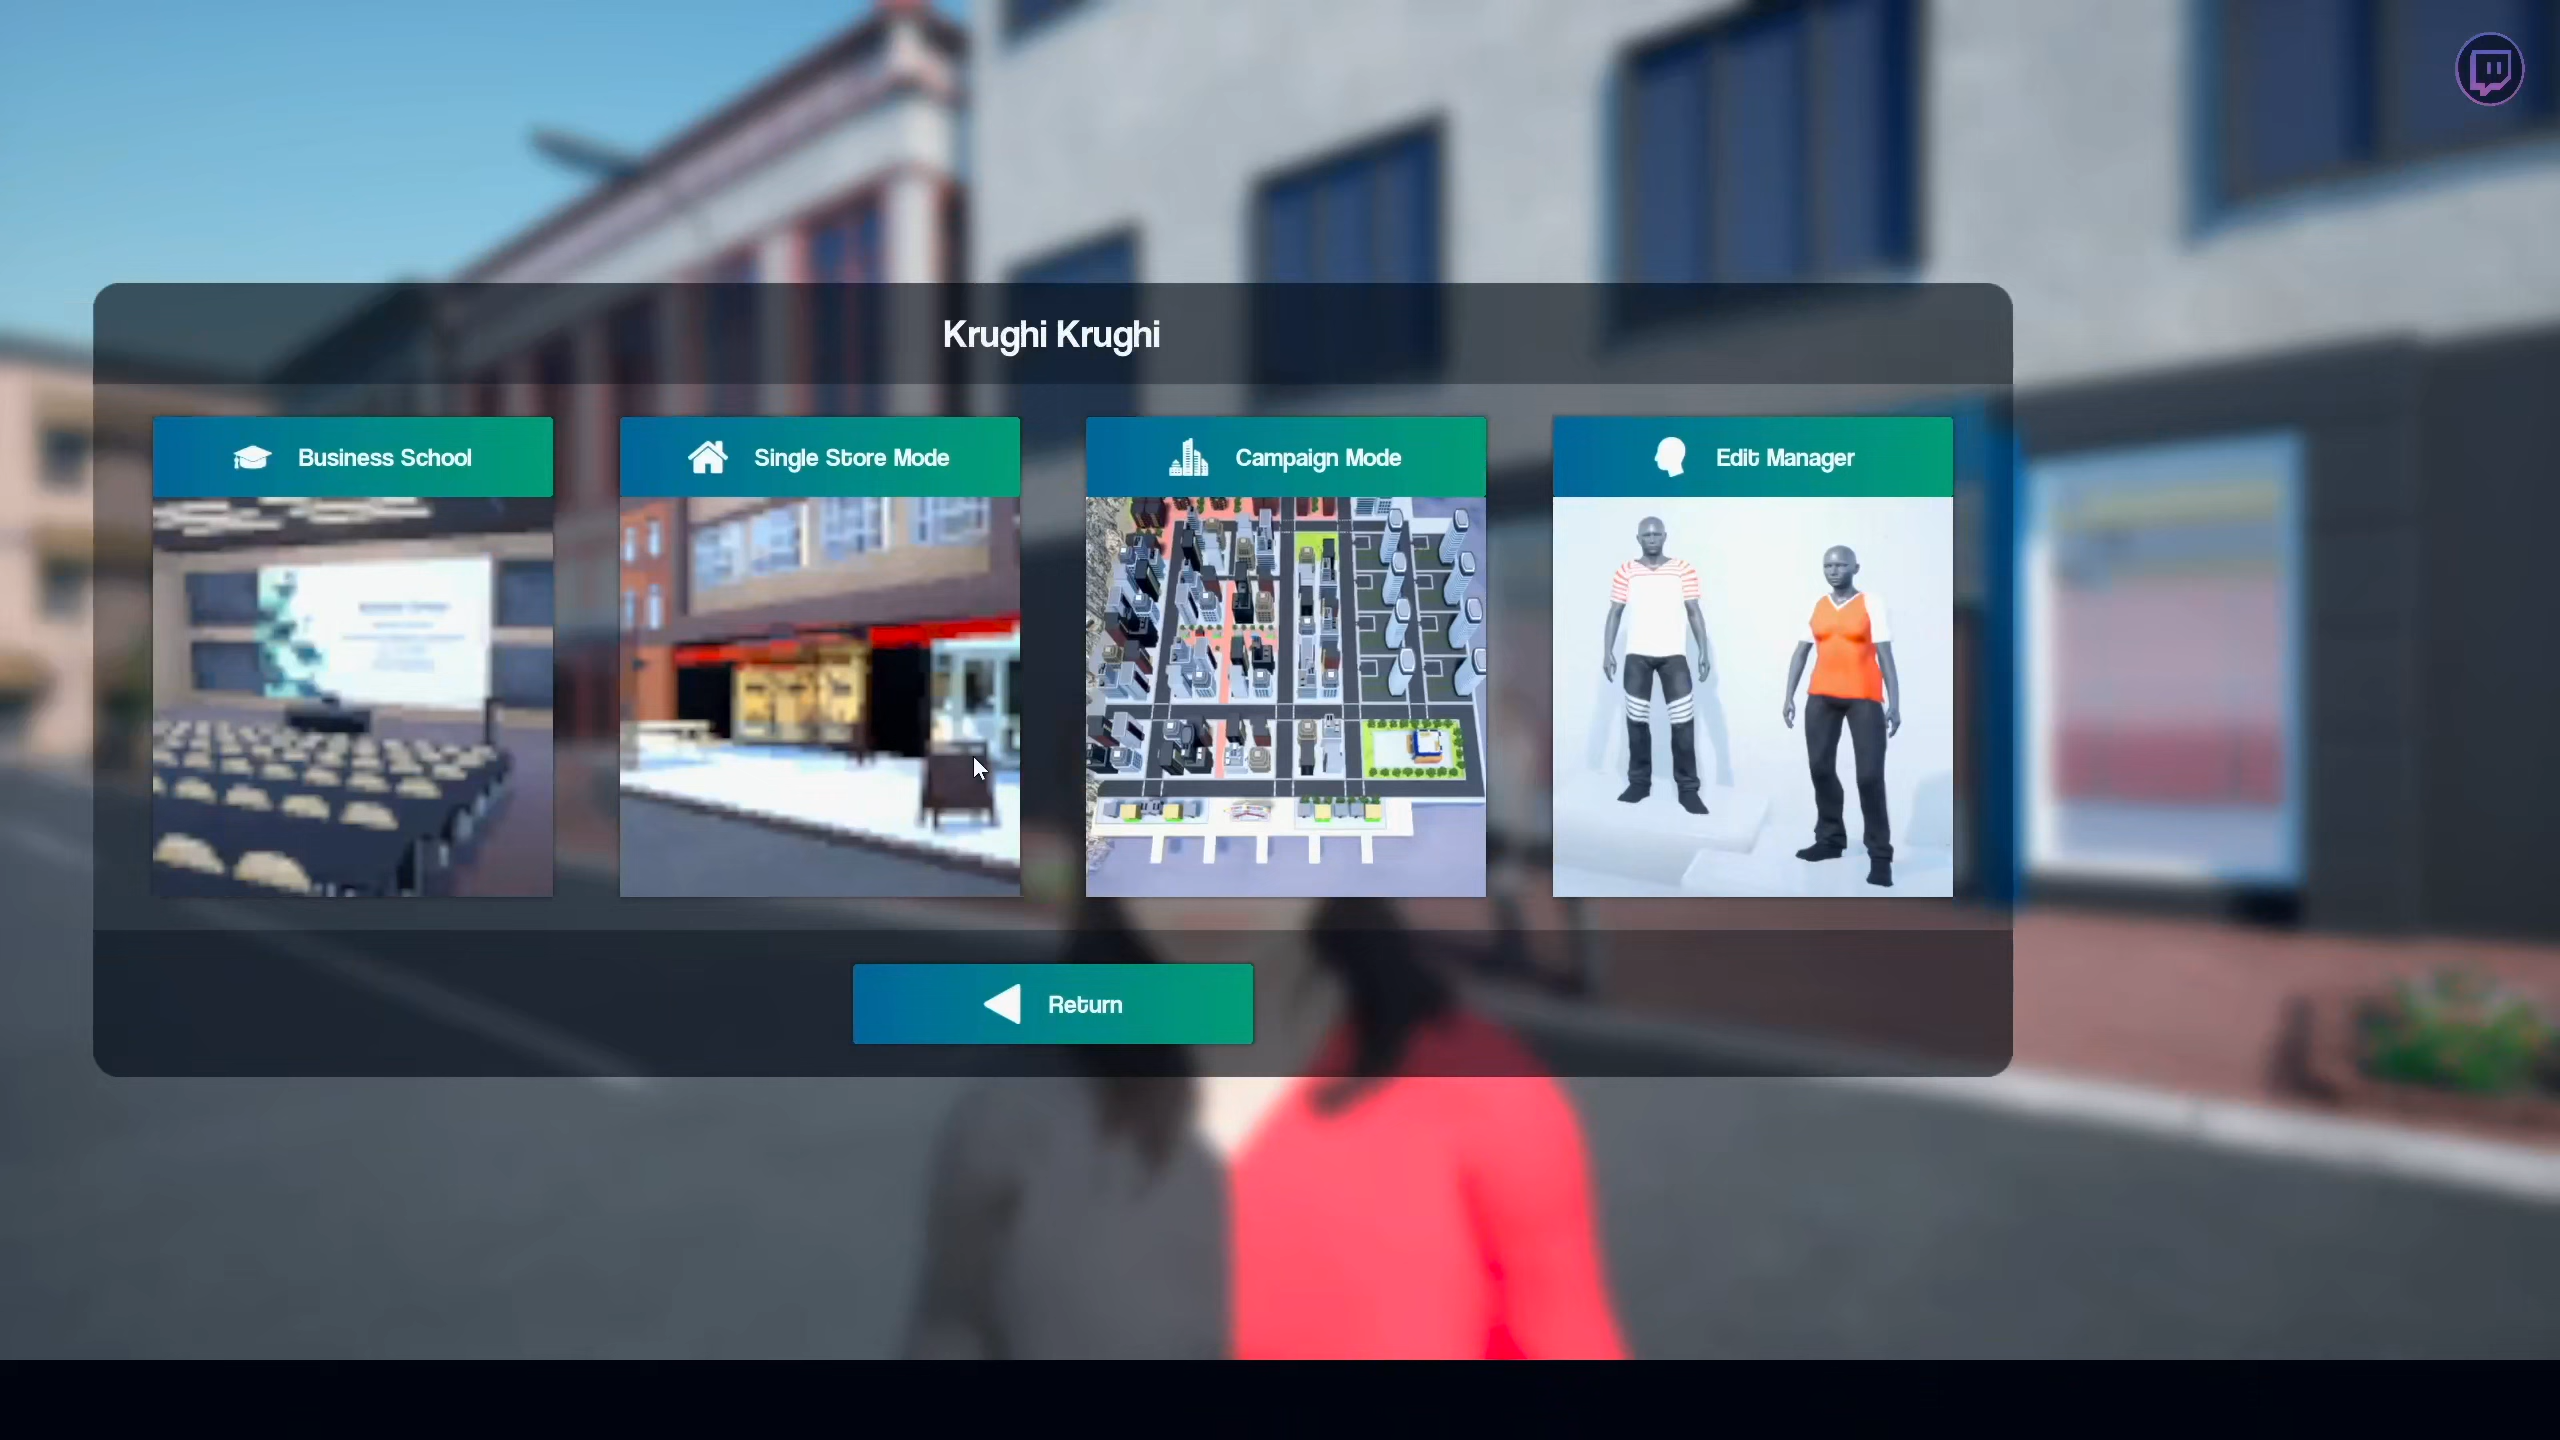 Krughi Krughi
Business School
Single Store Mode
Campaign Mode
Edit Manager
Return